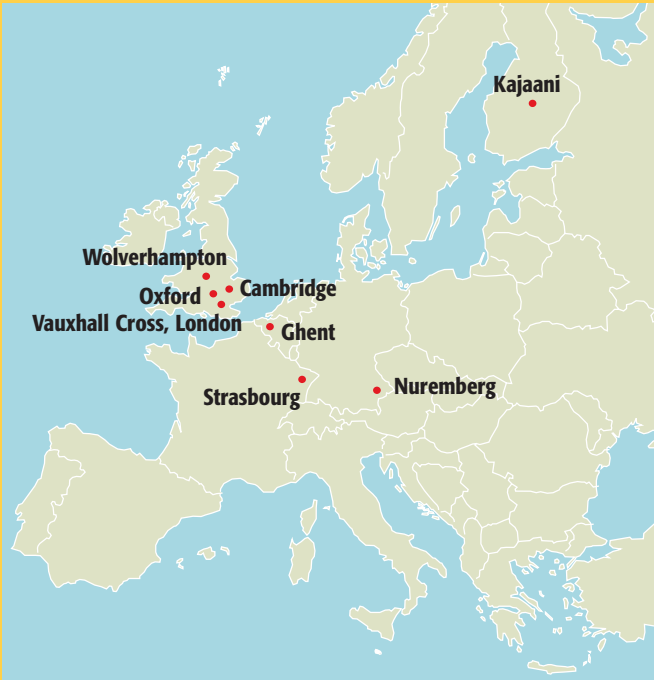 Kajaani
Wolverhampton
Oxford
Cambridge
Vauxhall Cross, London
Ghent
Strasbourg
Nuremberg